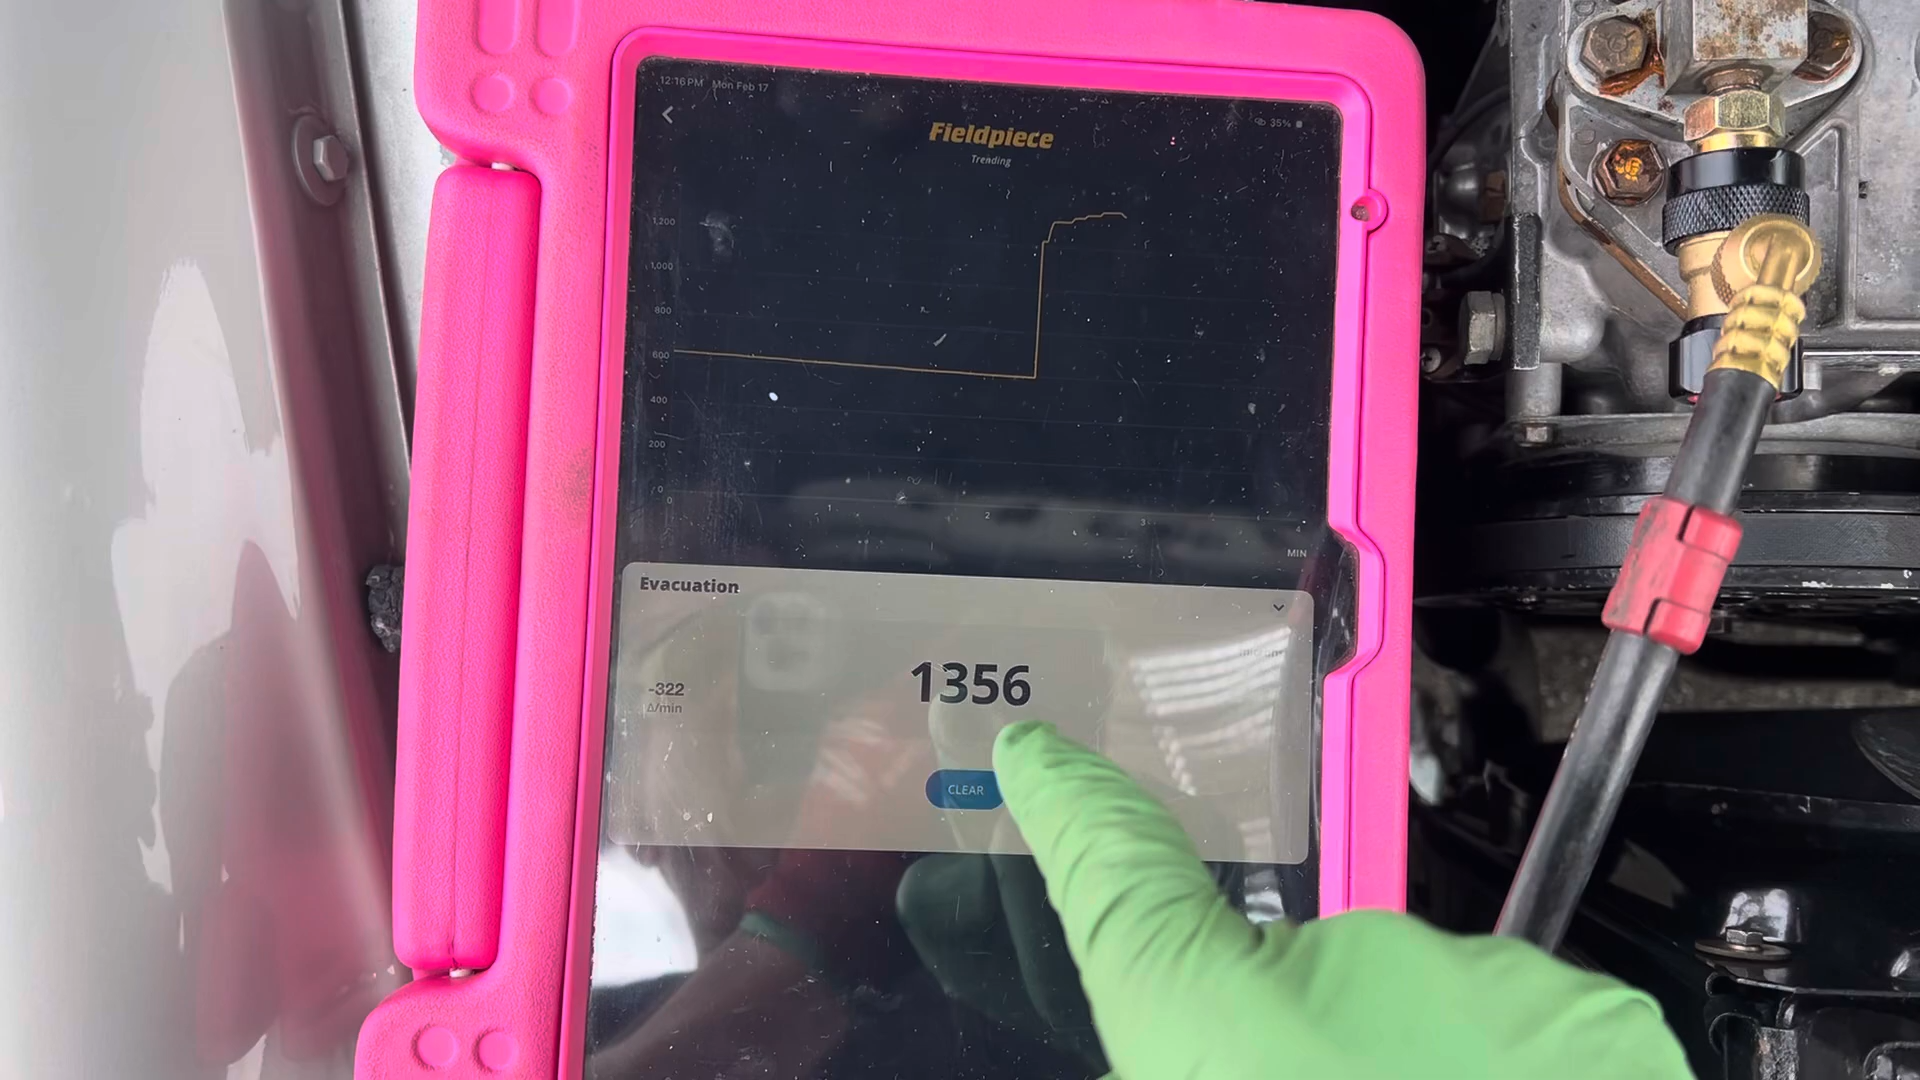 12:16 PM Mon Feb 17
35%
Fieldpiece
Trending
1,200
1,000
800
600
400
200
0
0 1 2 3 4
MIN
Evacuation
microns
-322
Δ/min
1356
CLEAR